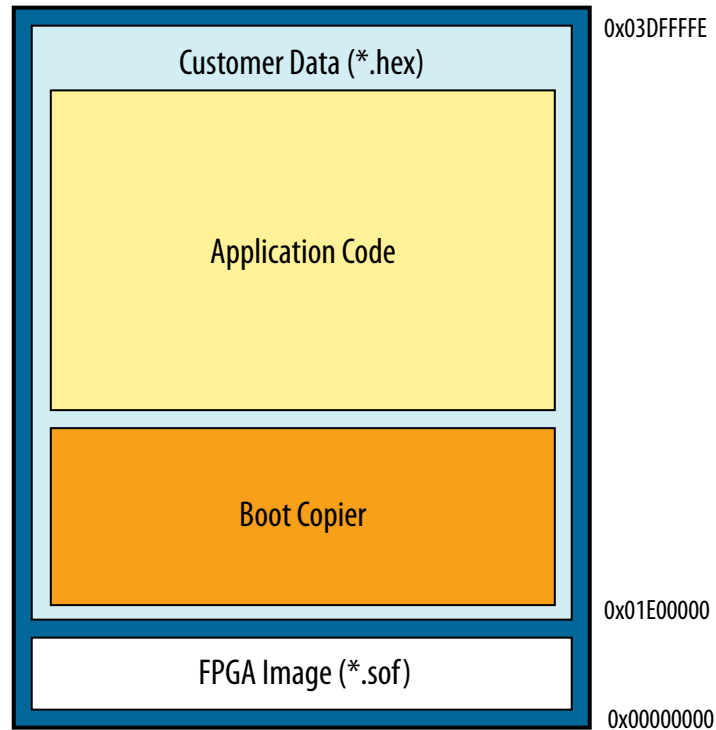 0x03DFFFFE
Customer Data (*.hex)
Application Code
Boot Copier
0x01E00000
FPGA Image (*.sof)
0x00000000